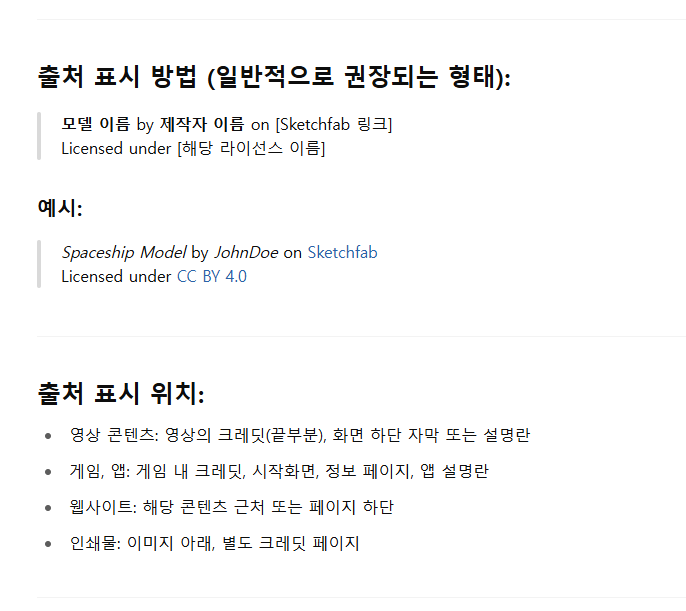 출처 표시 방법 (일반적으로 권장되는 형태):
모델 이름 by 제작자 이름 on [Sketchfab 링크]
Licensed under [해당 라이선스 이름]
예시:
Spaceship Model by JohnDoe on Sketchfab
Licensed under CC BY 4.0
출처 표시 위치:
• 영상 콘텐츠: 영상의 크레딧(끝부분), 화면 하단 자막 또는 설명란
• 게임, 앱: 게임 내 크레딧, 시작화면, 정보 페이지, 앱 설명란
• 웹사이트: 해당 콘텐츠 근처 또는 페이지 하단
• 인쇄물: 이미지 아래, 별도 크레딧 페이지